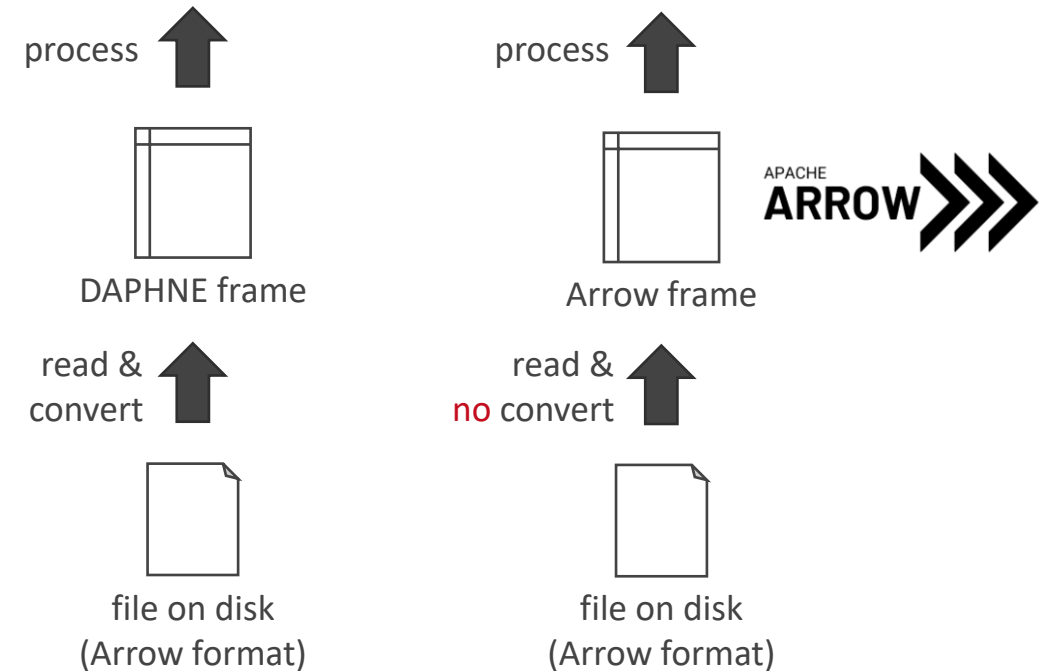 process
DAPHNE frame
read &
convert
file on disk
(Arrow format)
process
Arrow frame
APACHE
ARROW
read &
no convert
file on disk
(Arrow format)